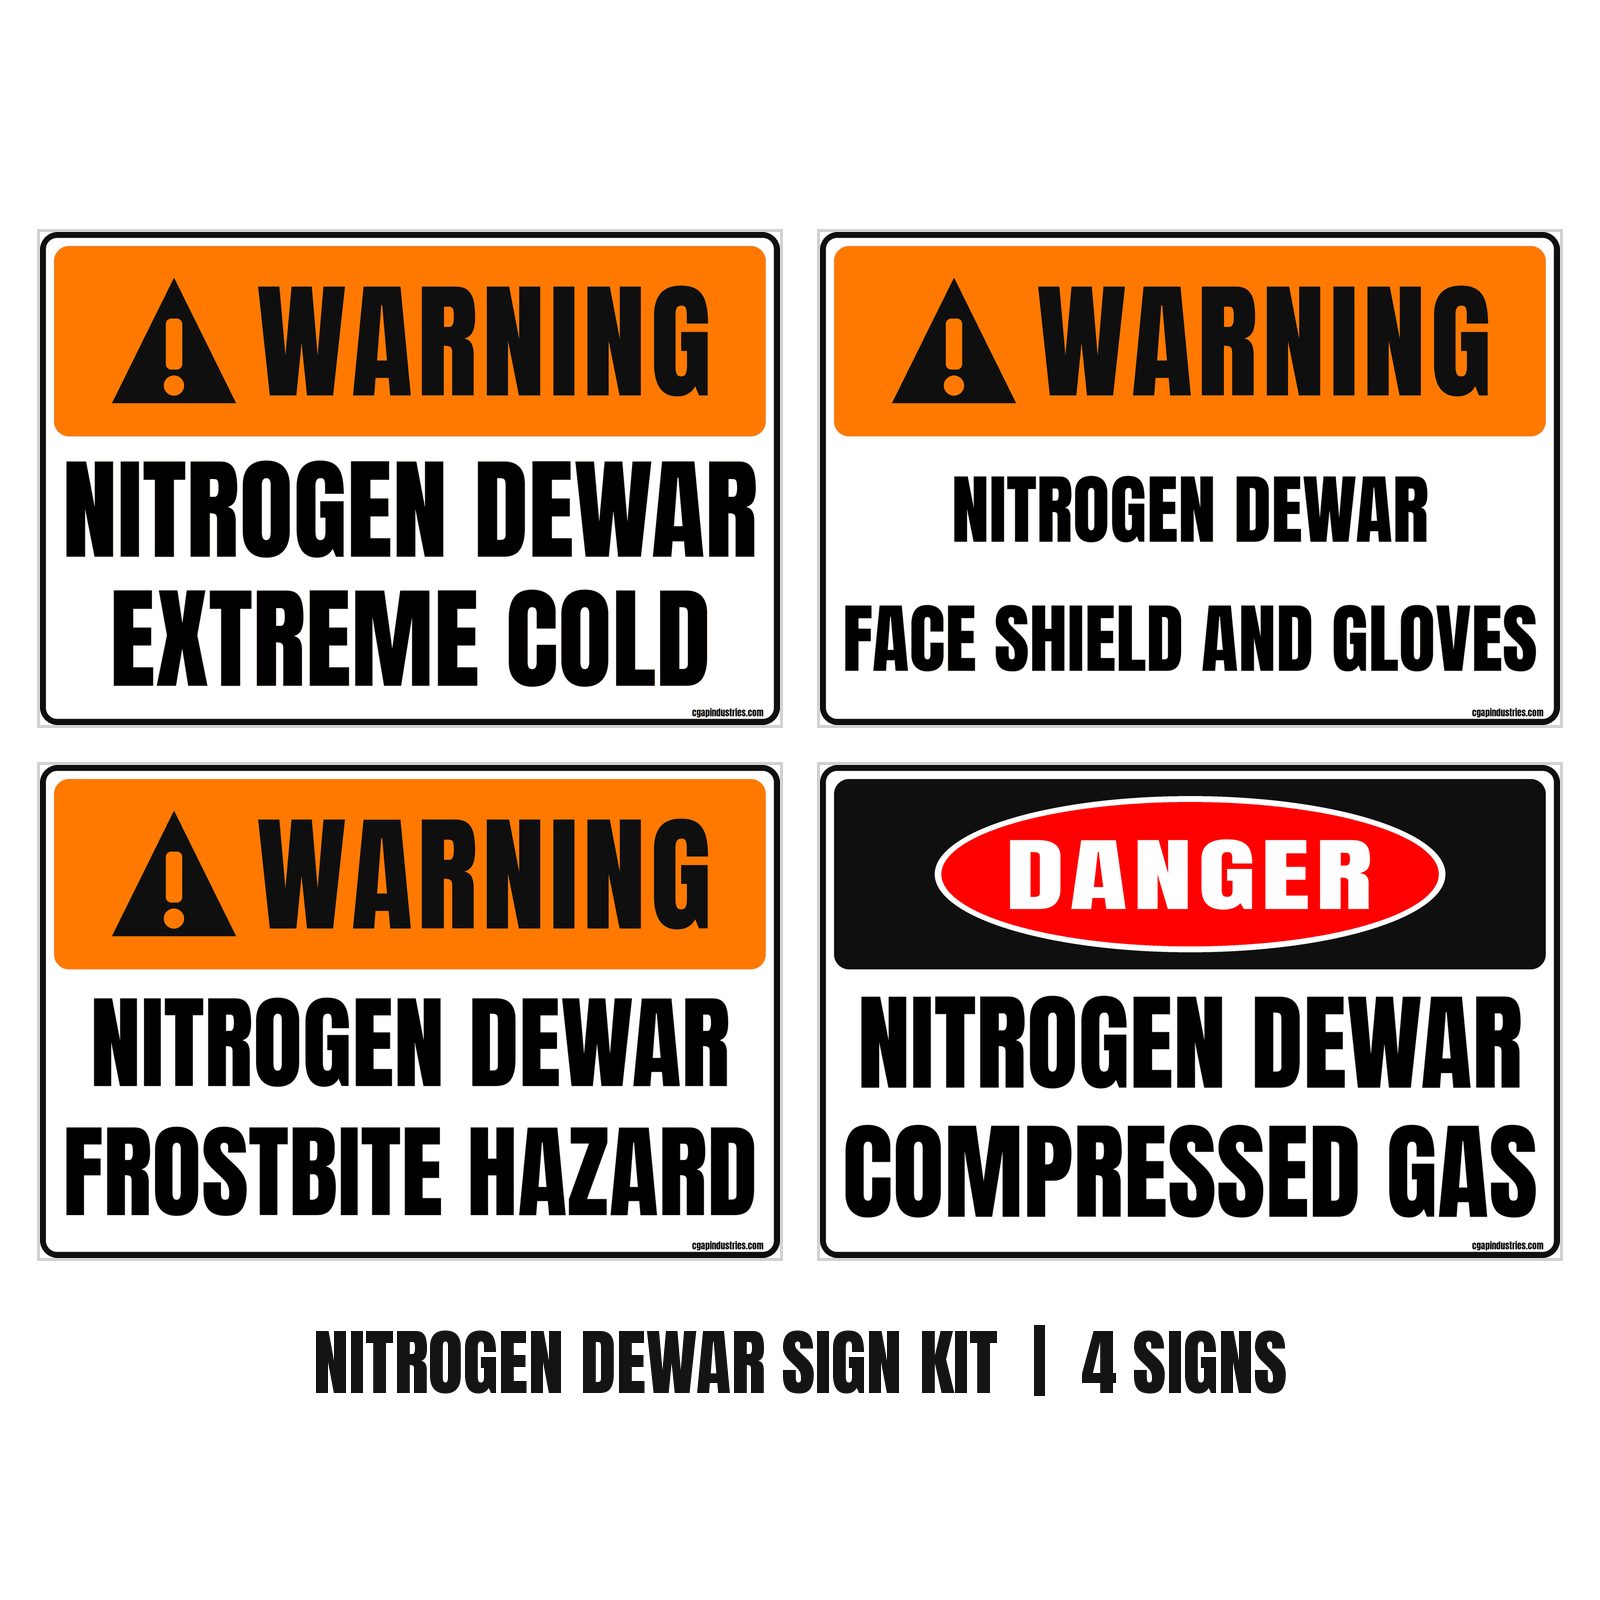 WARNING
NITROGEN DEWAR
EXTREME COLD
cgapindustries.com
WARNING
NITROGEN DEWAR
FACE SHIELD AND GLOVES
cgapindustries.com
WARNING
NITROGEN DEWAR
FROSTBITE HAZARD
cgapindustries.com
DANGER
NITROGEN DEWAR
COMPRESSED GAS
cgapindustries.com
NITROGEN DEWAR SIGN KIT | 4 SIGNS